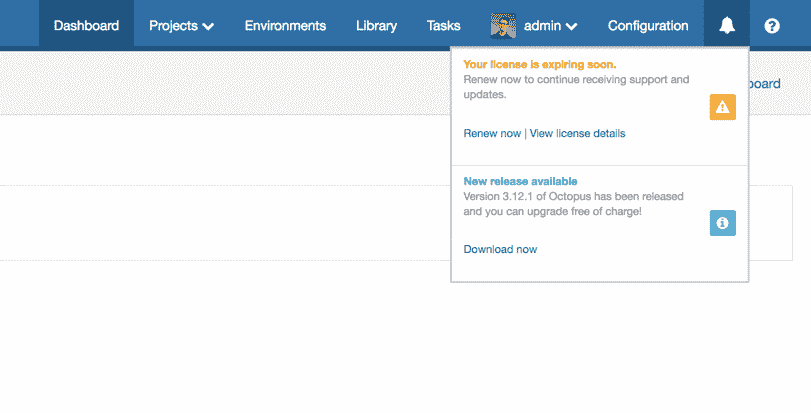 Dashboard Projects Environments Library Tasks admin Configuration
Your license is expiring soon.
Renew now to continue receiving support and
updates.
board
Renew now | View license details
New release available
Version 3.12.1 of Octopus has been released
and you can upgrade free of charge!
Download now